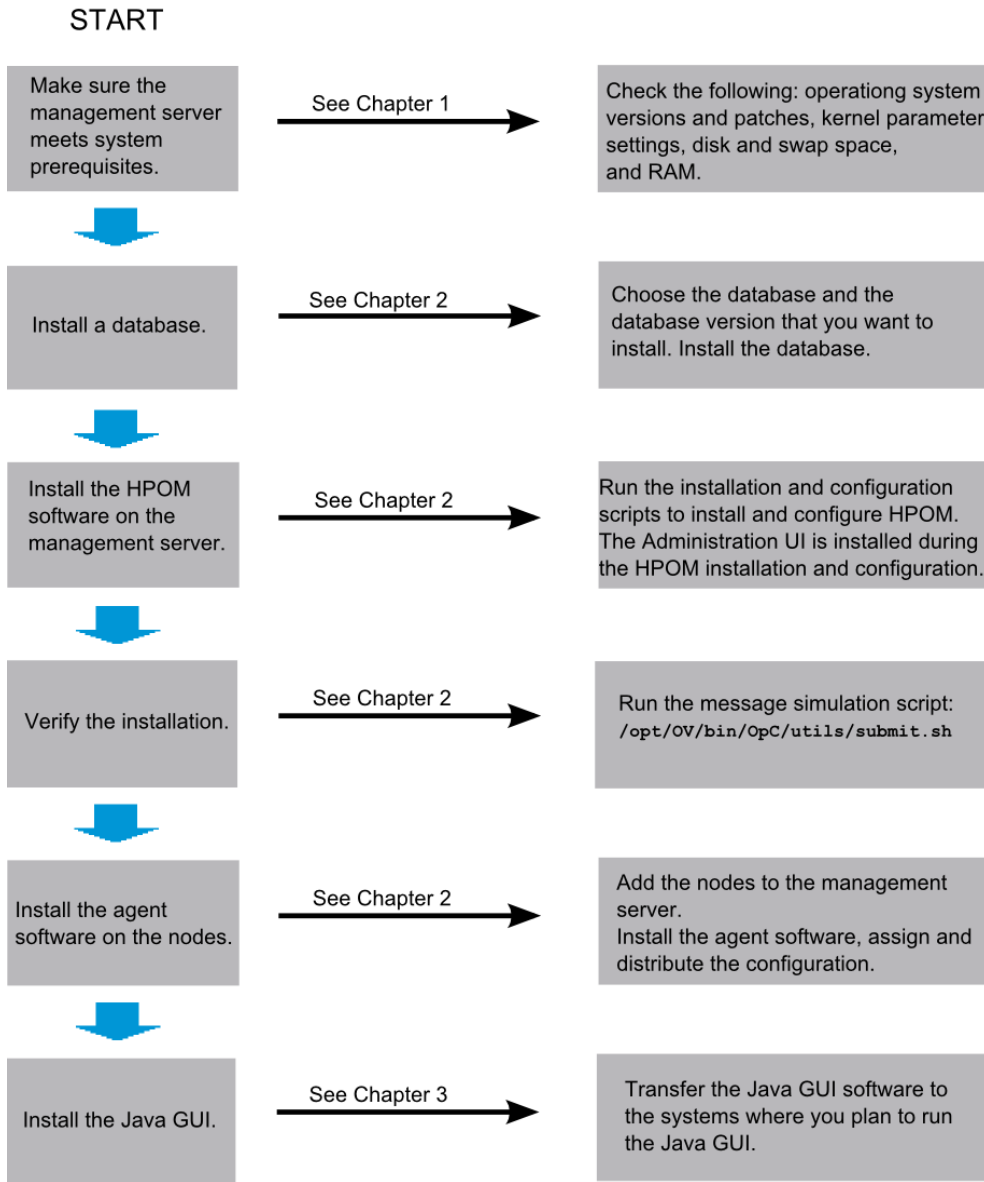 START
Make sure the
management server
meets system
prerequisites.
See Chapter 1
Check the following: operationg system
versions and patches, kernel parameter
settings, disk and swap space,
and RAM.
Install a database.
See Chapter 2
Choose the database and the
database version that you want to
install. Install the database.
Install the HPOM
software on the
management server.
See Chapter 2
Run the installation and configuration
scripts to install and configure HPOM.
The Administration UI is installed during
the HPOM installation and configuration.
Verify the installation.
See Chapter 2
Run the message simulation script:
/opt/OV/bin/OpC/utils/submit.sh
Install the agent
software on the nodes.
See Chapter 2
Add the nodes to the management
server.
Install the agent software, assign and
distribute the configuration.
Install the Java GUI.
See Chapter 3
Transfer the Java GUI software to
the systems where you plan to run
the Java GUI.